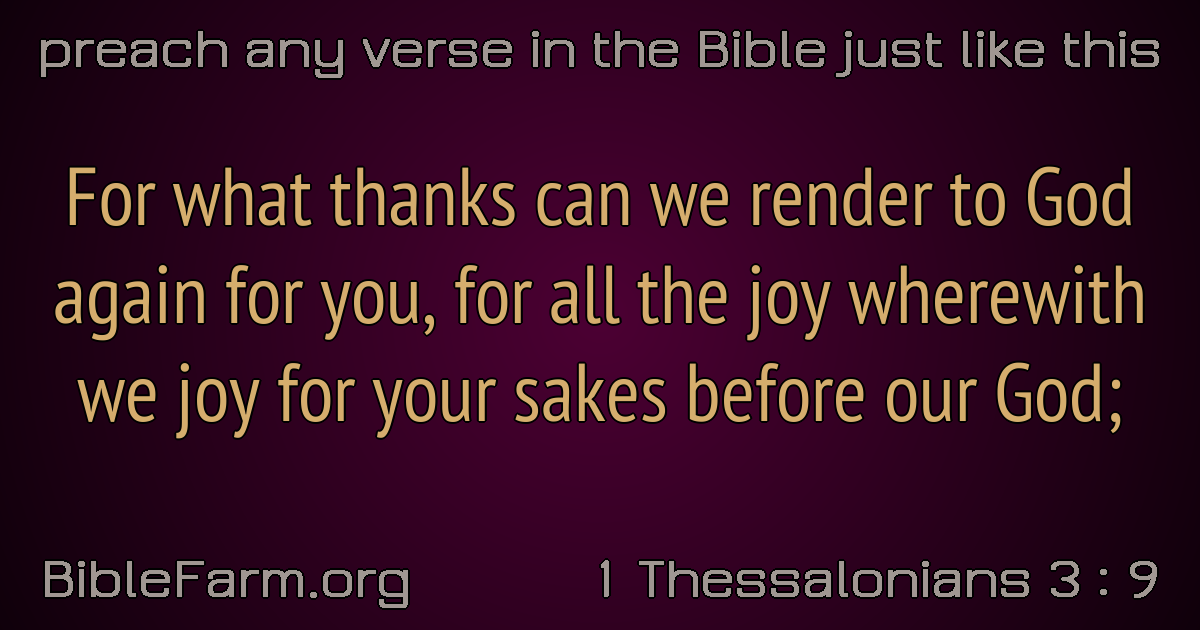 preach any verse in the Bible just like this
For what thanks can we render to God
again for you, for all the joy wherewith
we joy for your sakes before our God;
BibleFarm.org
1 Thessalonians 3 : 9